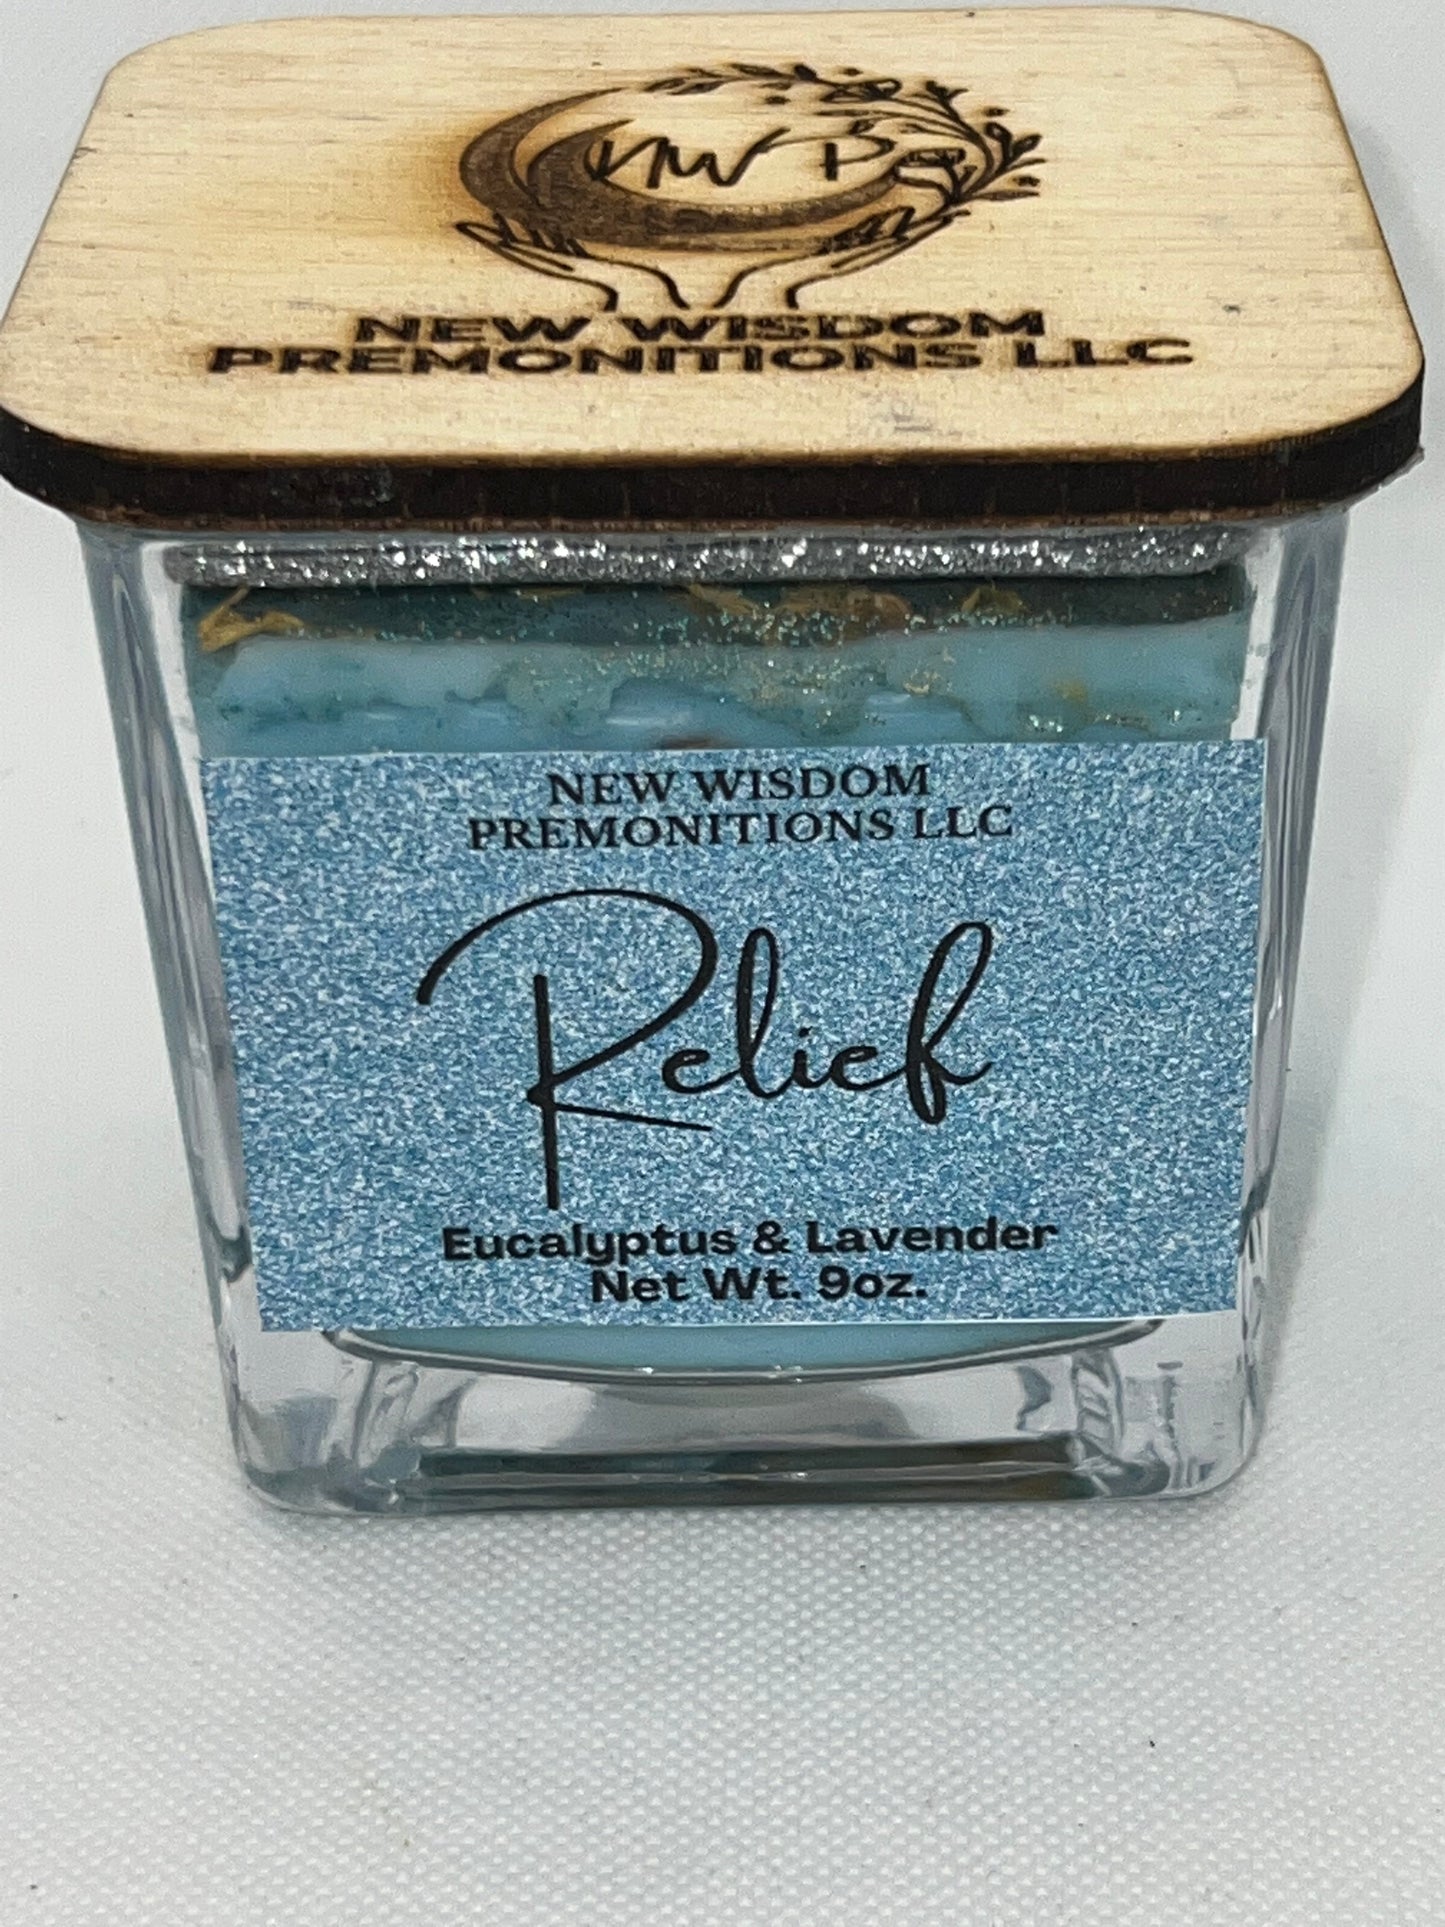 NWP
NEW WISDOM
PREMONITIONS LLC
NEW WISDOM
PREMONITIONS LLC
Relief
Eucalyptus & Lavender
Net Wt. 9oz.